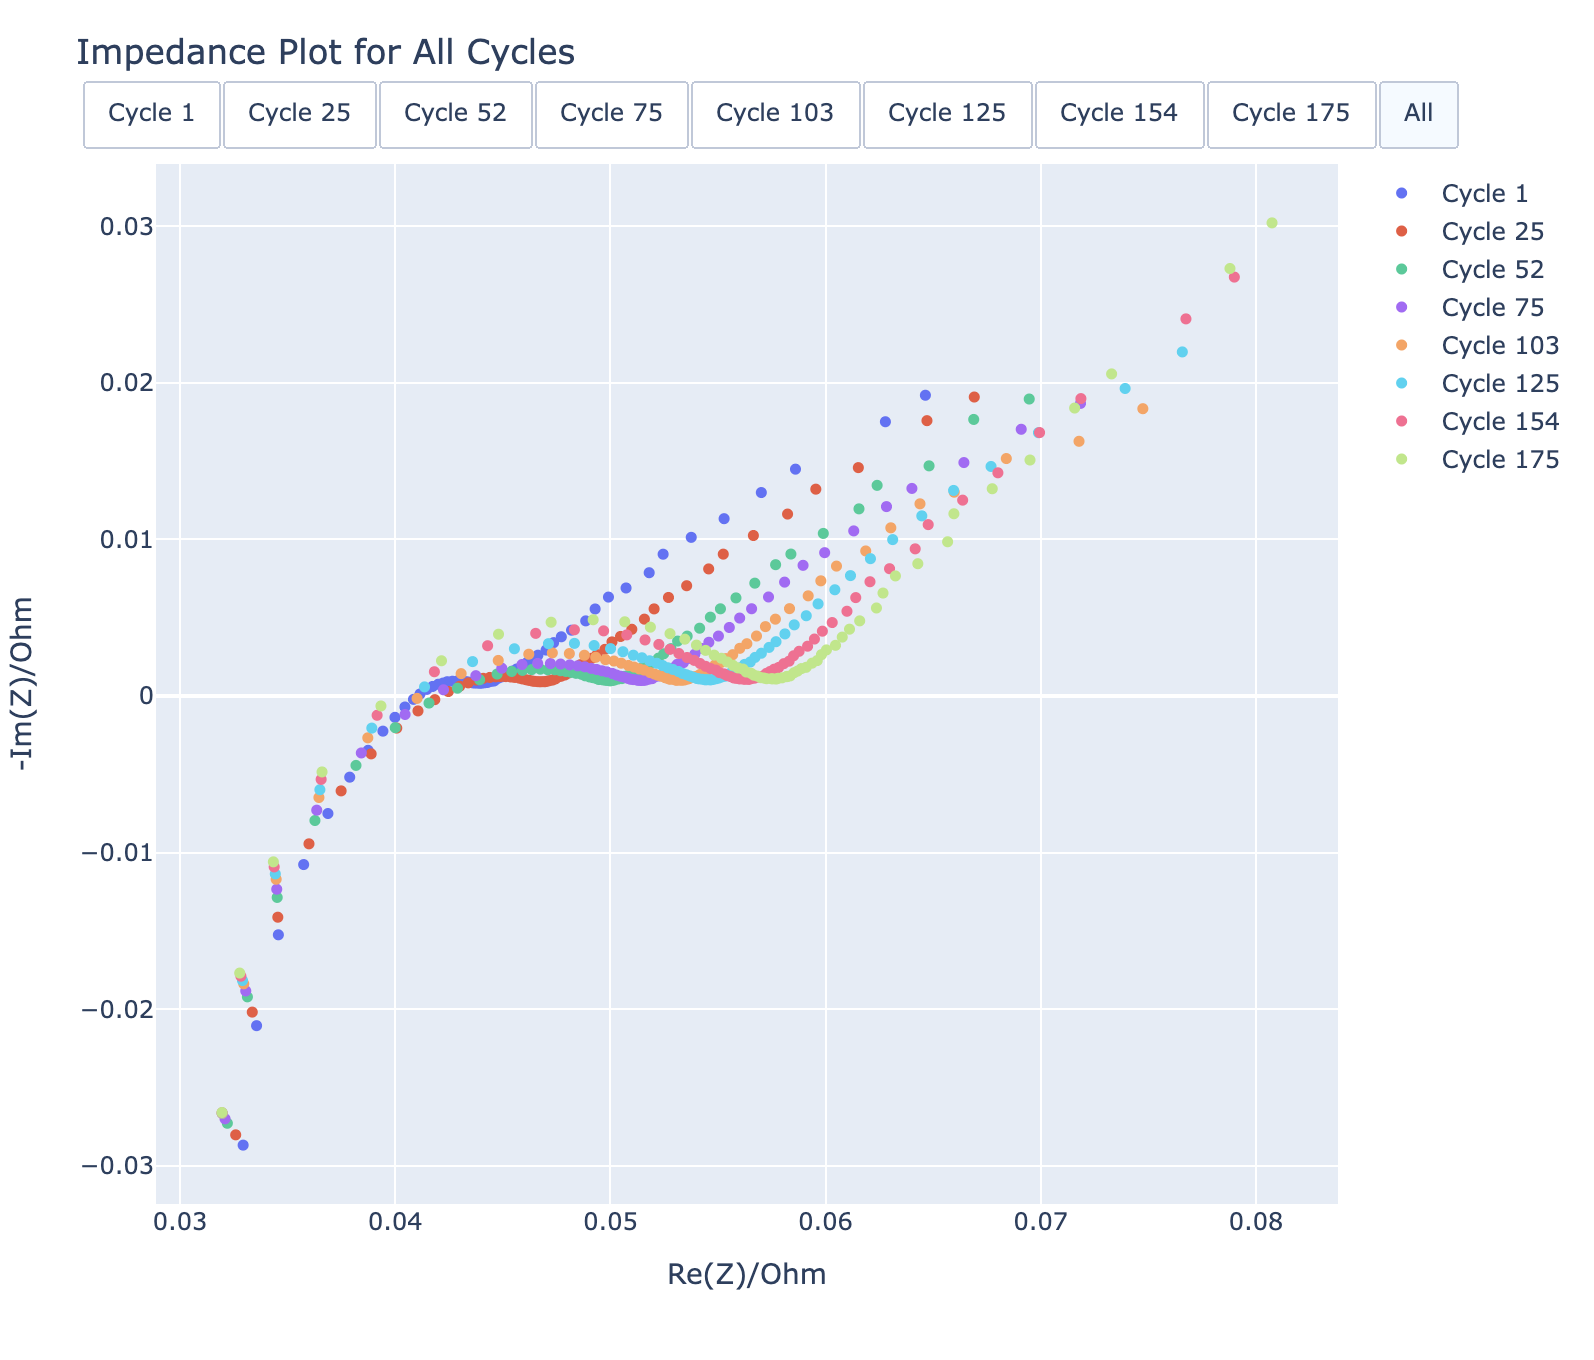 Impedance Plot for All Cycles
Cycle 1 Cycle 25 Cycle 52 Cycle 75 Cycle 103 Cycle 125 Cycle 154 Cycle 175 All
Cycle 1
Cycle 25
Cycle 52
Cycle 75
Cycle 103
Cycle 125
Cycle 154
Cycle 175
0.03
0.02
0.01
0
−0.01
−0.02
−0.03
-Im(Z)/Ohm
0.03 0.04 0.05 0.06 0.07 0.08
Re(Z)/Ohm